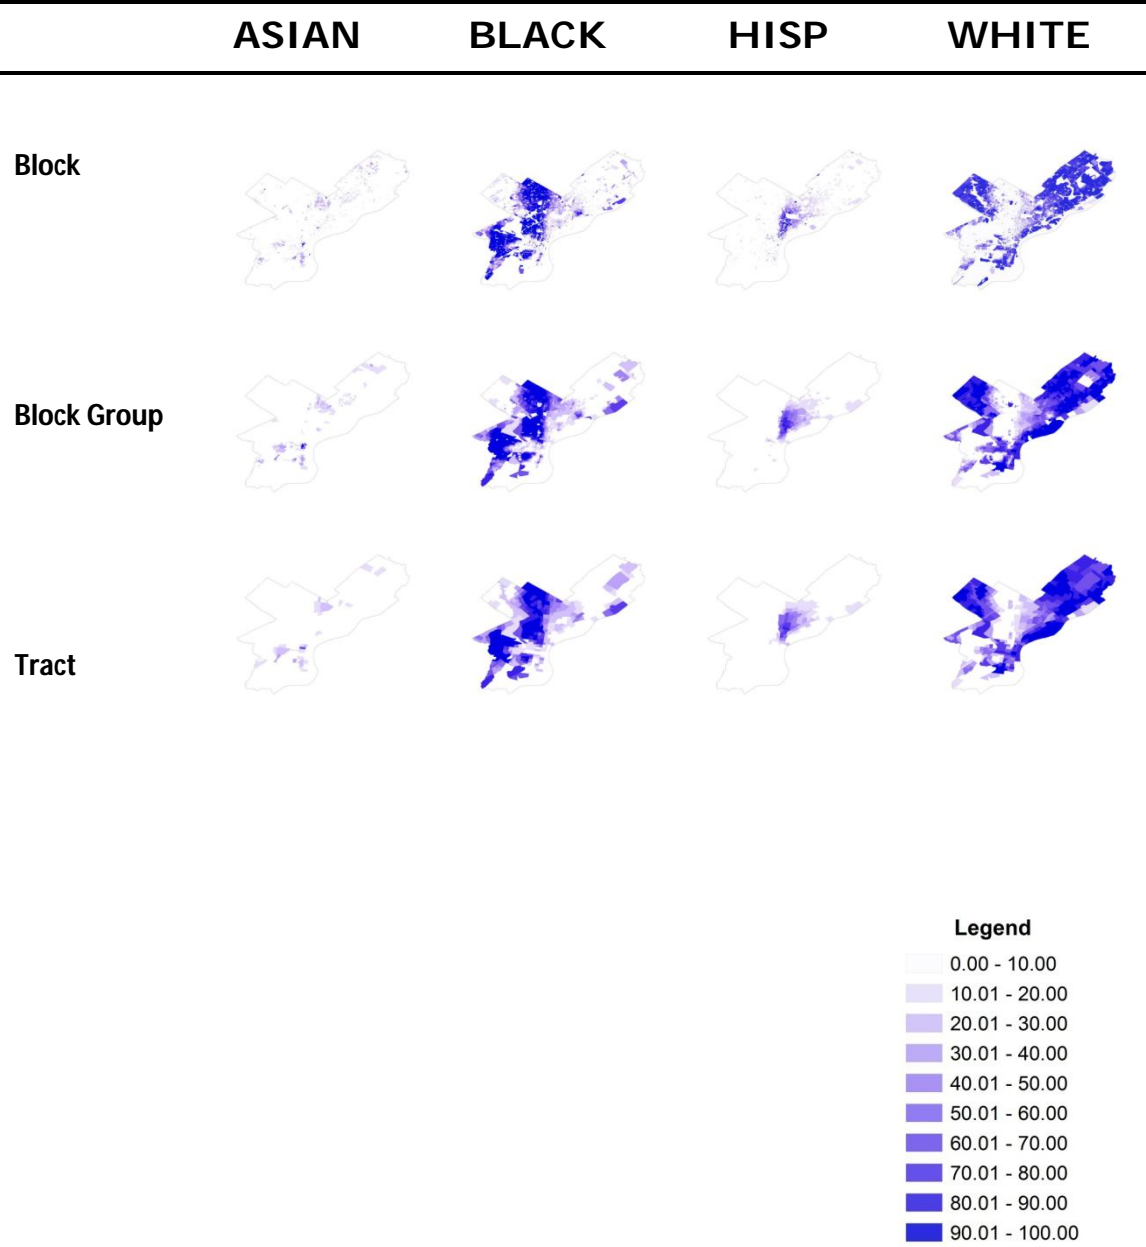 ASIAN BLACK HISP WHITE
Block
Block Group
Tract
Legend
0.00 - 10.00
10.01 - 20.00
20.01 - 30.00
30.01 - 40.00
40.01 - 50.00
50.01 - 60.00
60.01 - 70.00
70.01 - 80.00
80.01 - 90.00
90.01 - 100.00